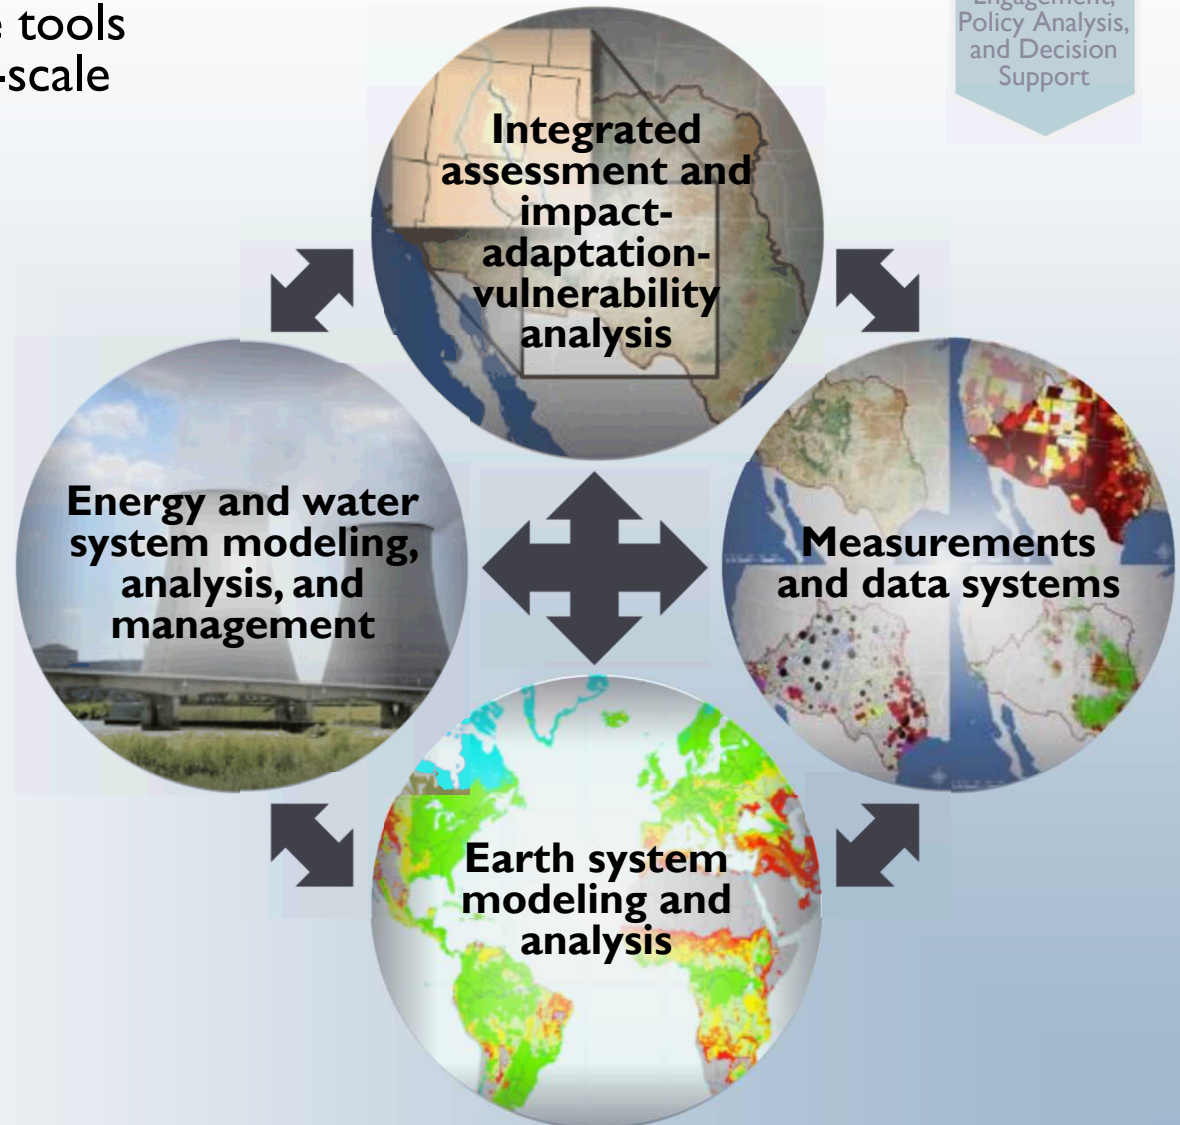 e tools
-scale
Engagement,
Policy Analysis,
and Decision
Support
Integrated
assessment and
impact-
adaptation-
vulnerability
analysis
Energy and water
system modeling,
analysis, and
management
Measurements
and data systems
Earth system
modeling and
analysis